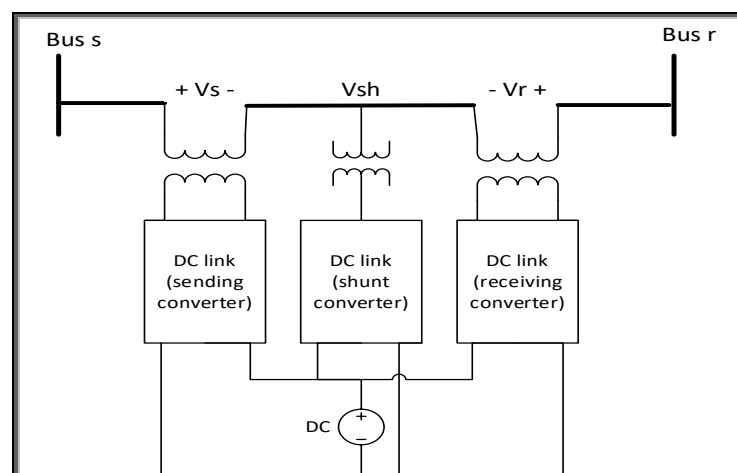 Bus s
Bus r
+ Vs -
Vsh
- Vr +
DC link
(sending
converter)
DC link
(shunt
converter)
DC link
(receiving
converter)
DC
+
−